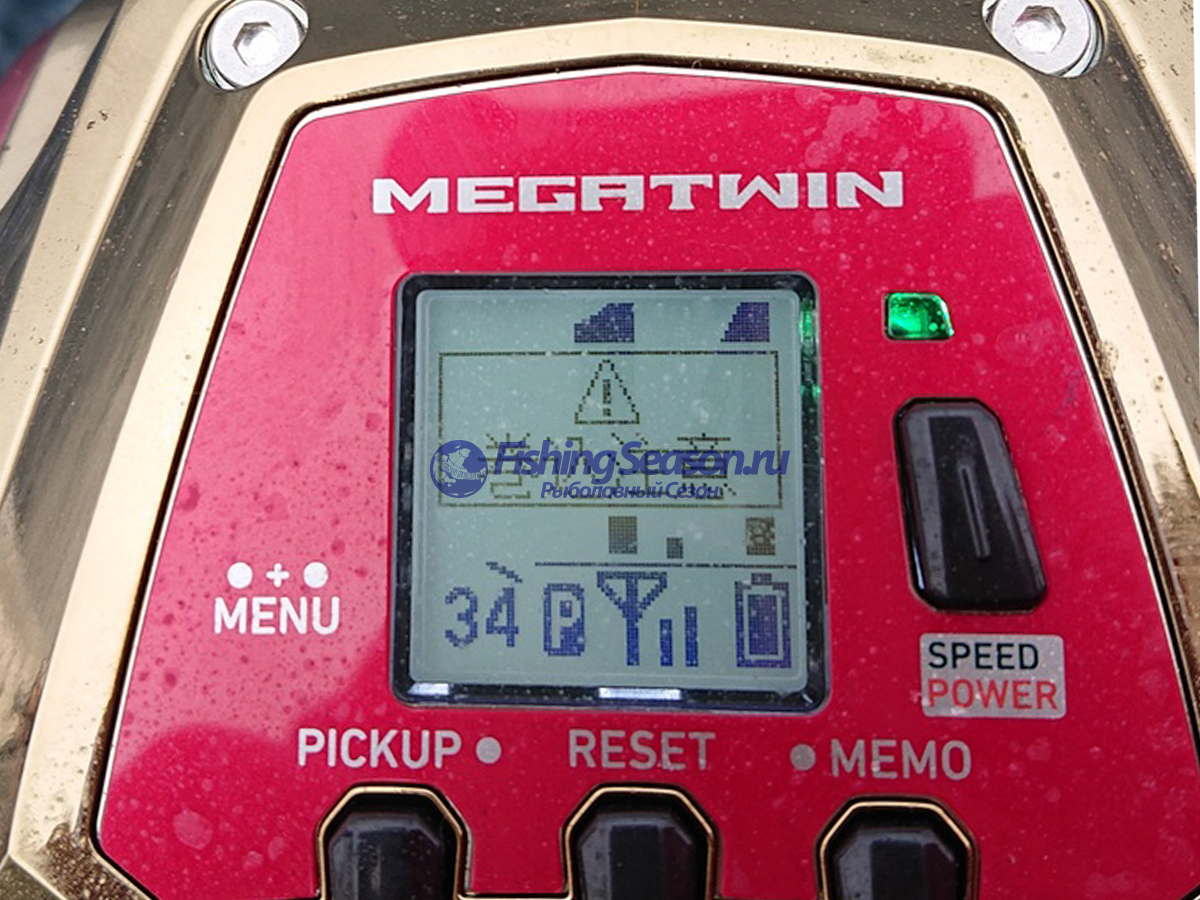 MEGATWIN
FishingSeason.ru
Рыболовный Сезон
34
P
MENU
SPEED
POWER
PICKUP
RESET
MEMO